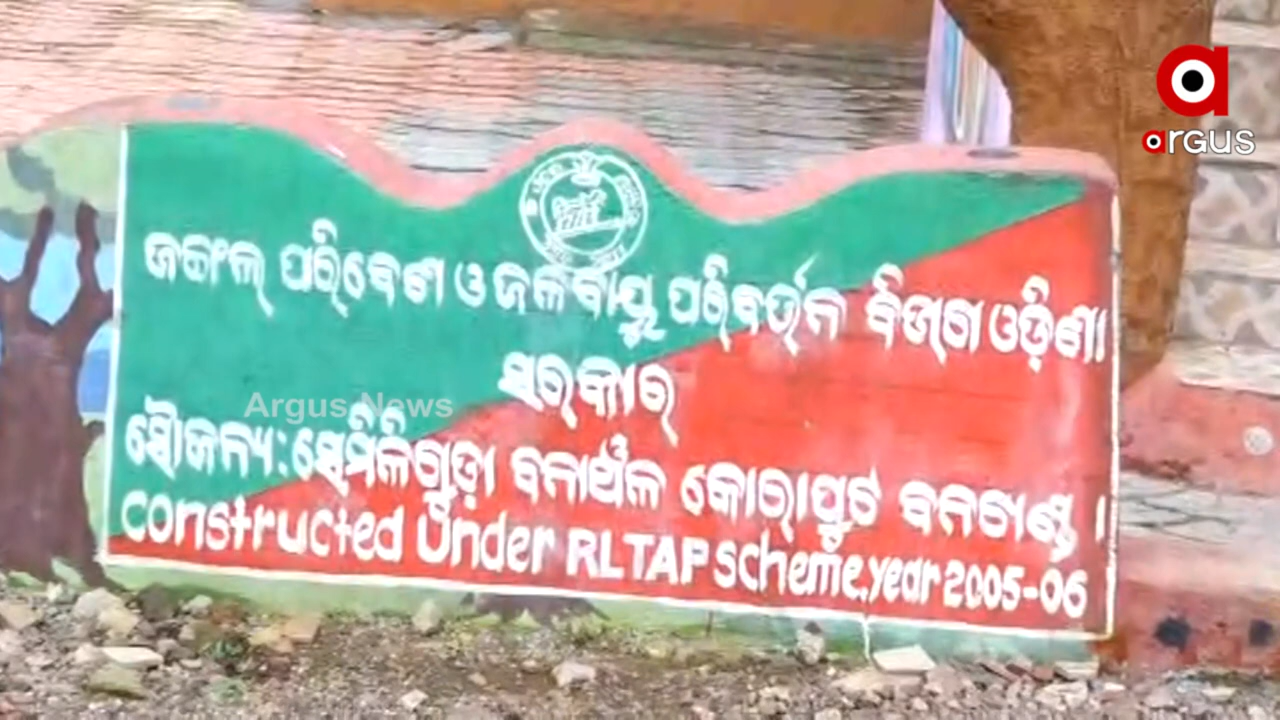 argus
ଜଙ୍ଗଲ୍ ପରିବେଶ ଓ ଜଳବାୟୁ ପରିବର୍ତ୍ତନ ବିଭାଗ ଓଡ଼ିଶା
ସର୍କାର୍
Argus News
ସୌଜନ୍ୟ: ସେମିଳିଗୁଡ଼ା ବନାଞ୍ଚଳ କୋରାପୁଟ ବନଖଣ୍ଡ ।
Constructed Under RLTAP Scheme, year 2005-06